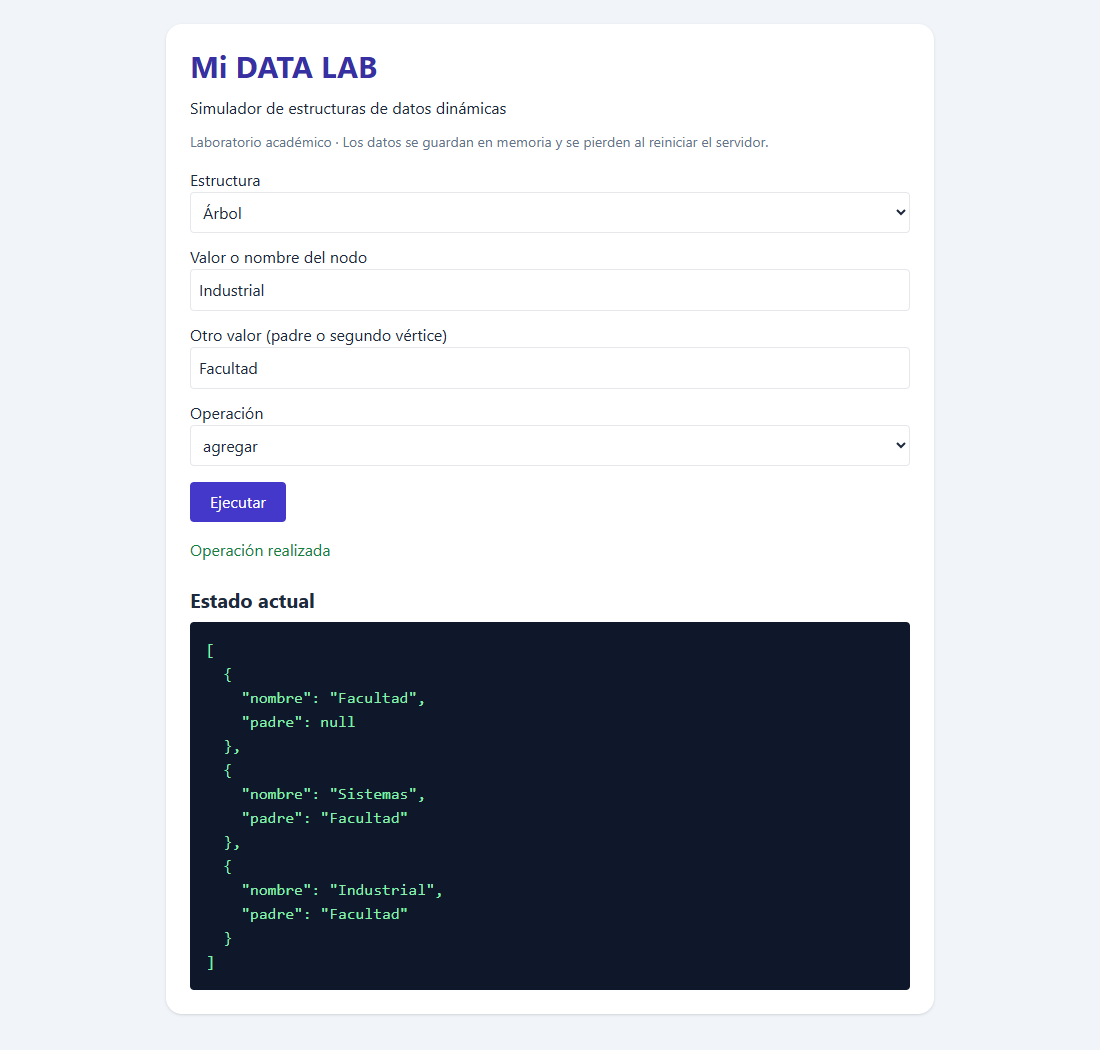 Mi DATA LAB
Simulador de estructuras de datos dinámicas
Laboratorio académico · Los datos se guardan en memoria y se pierden al reiniciar el servidor.
Estructura
Árbol
Valor o nombre del nodo
Industrial
Otro valor (padre o segundo vértice)
Facultad
Operación
agregar
Ejecutar
Operación realizada
Estado actual
[
  {
    "nombre": "Facultad",
    "padre": null
  },
  {
    "nombre": "Sistemas",
    "padre": "Facultad"
  },
  {
    "nombre": "Industrial",
    "padre": "Facultad"
  }
]